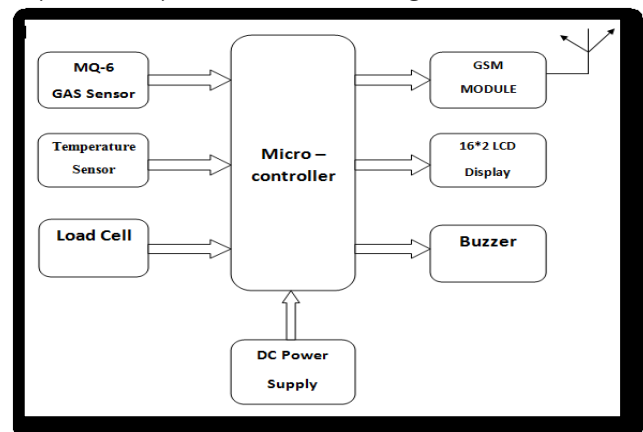 MQ-6
GAS Sensor
Temperature
Sensor
Load Cell
Micro –
controller
GSM
MODULE
16*2 LCD
Display
Buzzer
DC Power
Supply